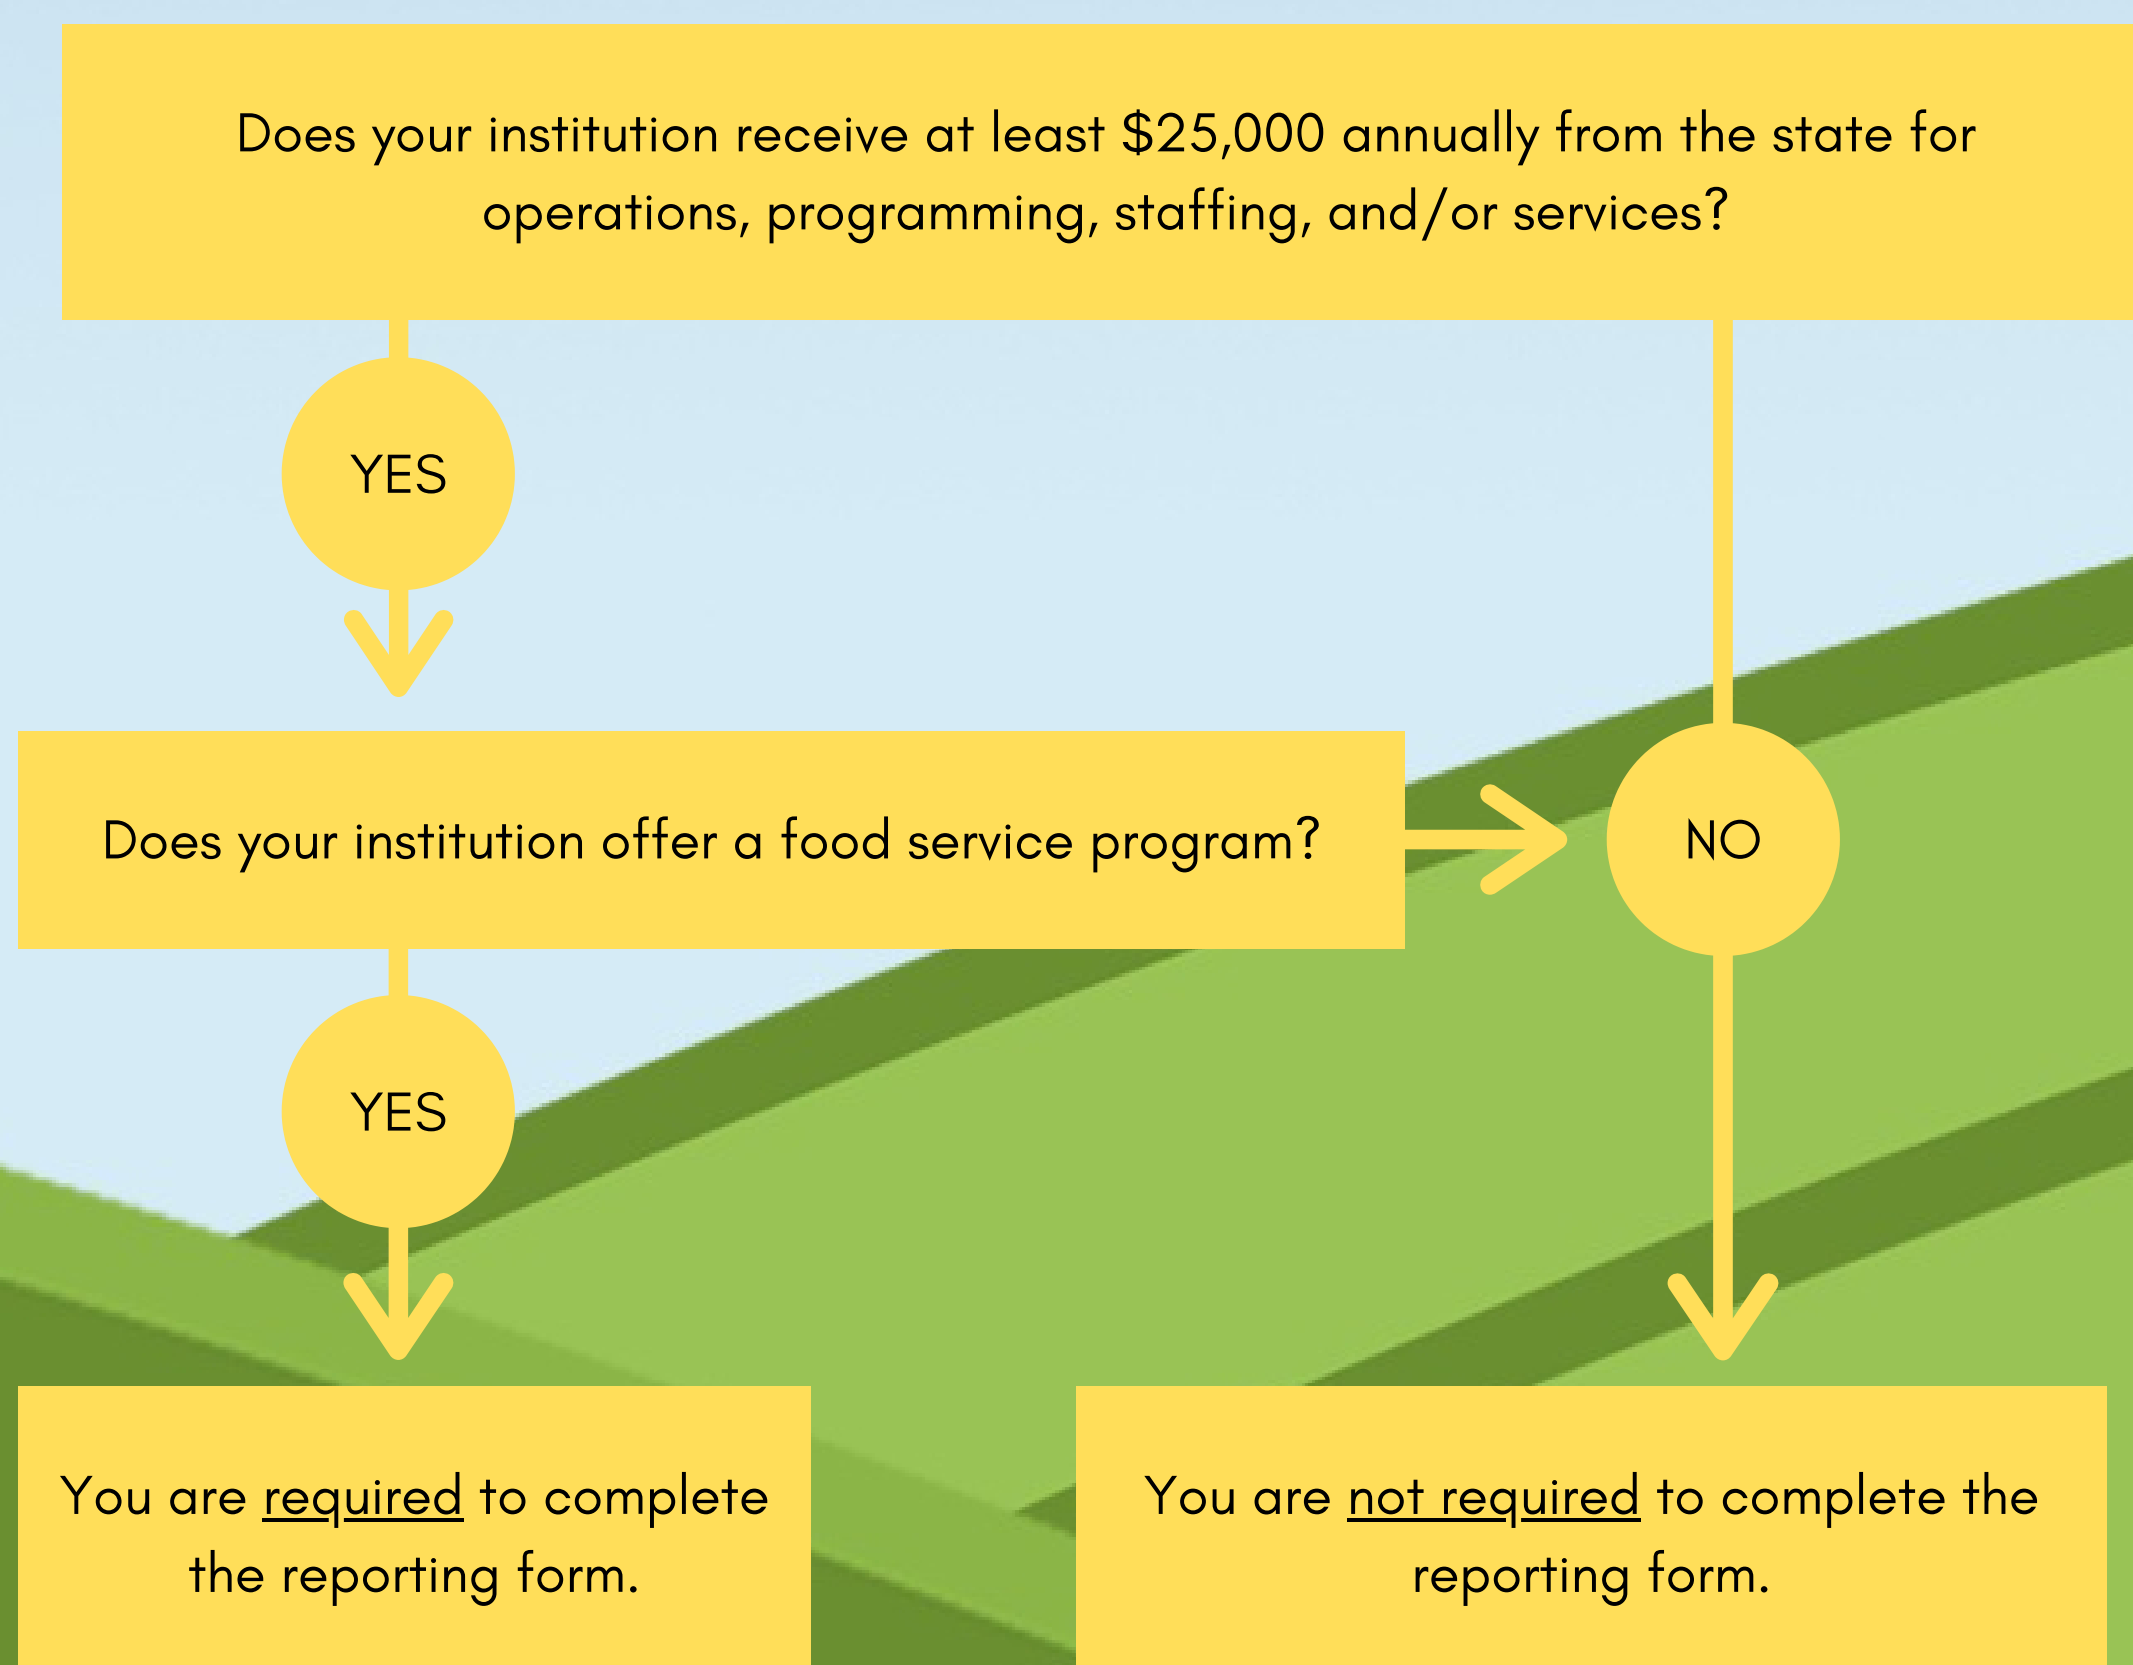 Does your institution receive at least $25,000 annually from the state for
operations, programming, staffing, and/or services?
YES
Does your institution offer a food service program?
NO
YES
You are required to complete
the reporting form.
You are not required to complete the
reporting form.